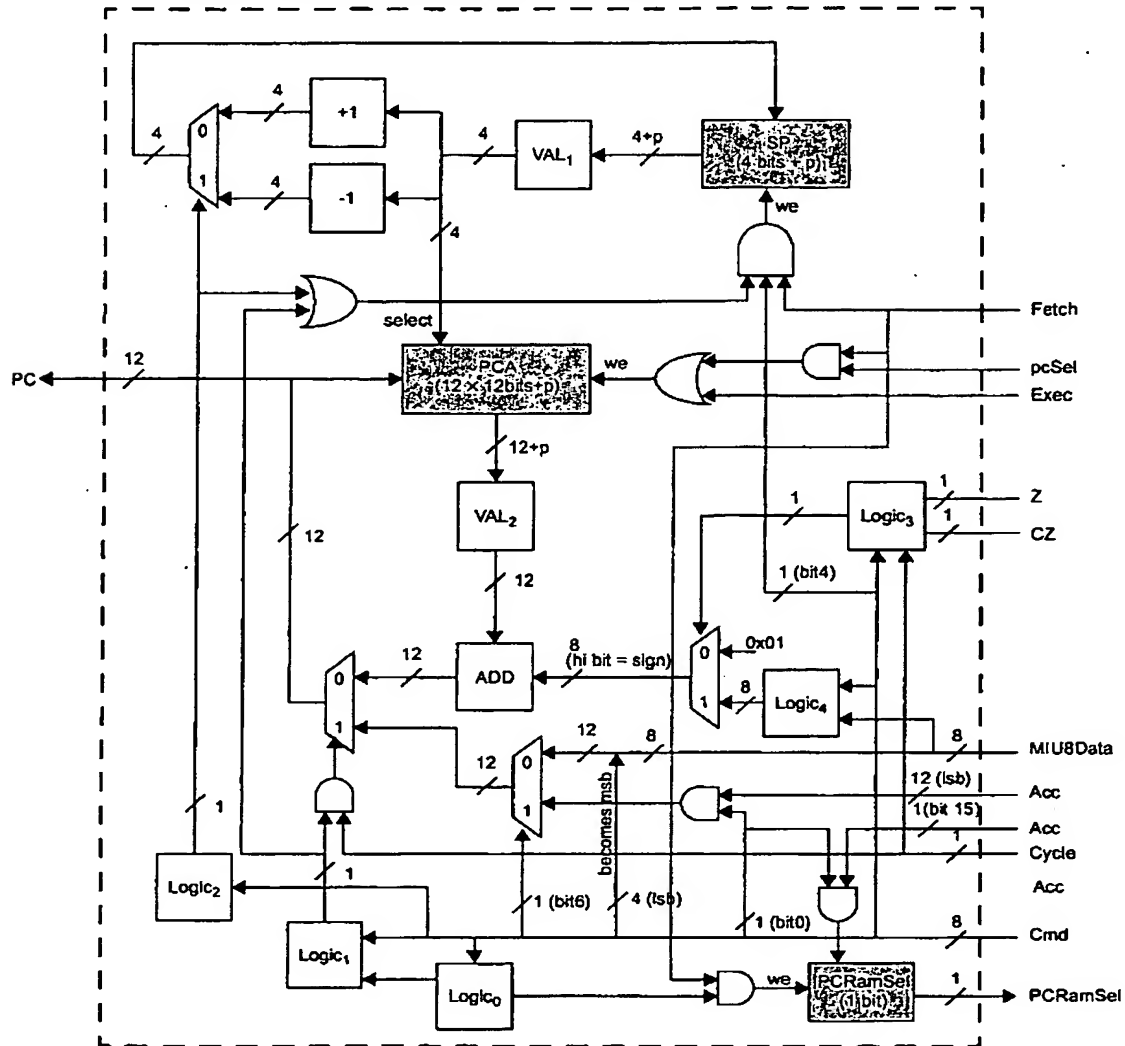 4
+1
4
0
1
4
-1
4
VAL1
4+p
SP
(4 bits + p)
4
we
select
Fetch
PC
12
PCA
(12 × 12bits+p)
we
pcSel
Exec
12+p
VAL2
12
12
1
Logic3
1
Z
1
CZ
1 (bit4)
0
1
12
ADD
8
(hi bit = sign)
0
1
0x01
8
Logic4
12
0
1
12
8
8
MIU8Data
becomes msb
12 (lsb)
Acc
1(bit 15)
Acc
1
Cycle
Acc
1
Logic2
1
1 (bit6)
4 (lsb)
1 (bit0)
8
Cmd
Logic1
Logic0
we
PCRamSel
(1 bit)
1
PCRamSel